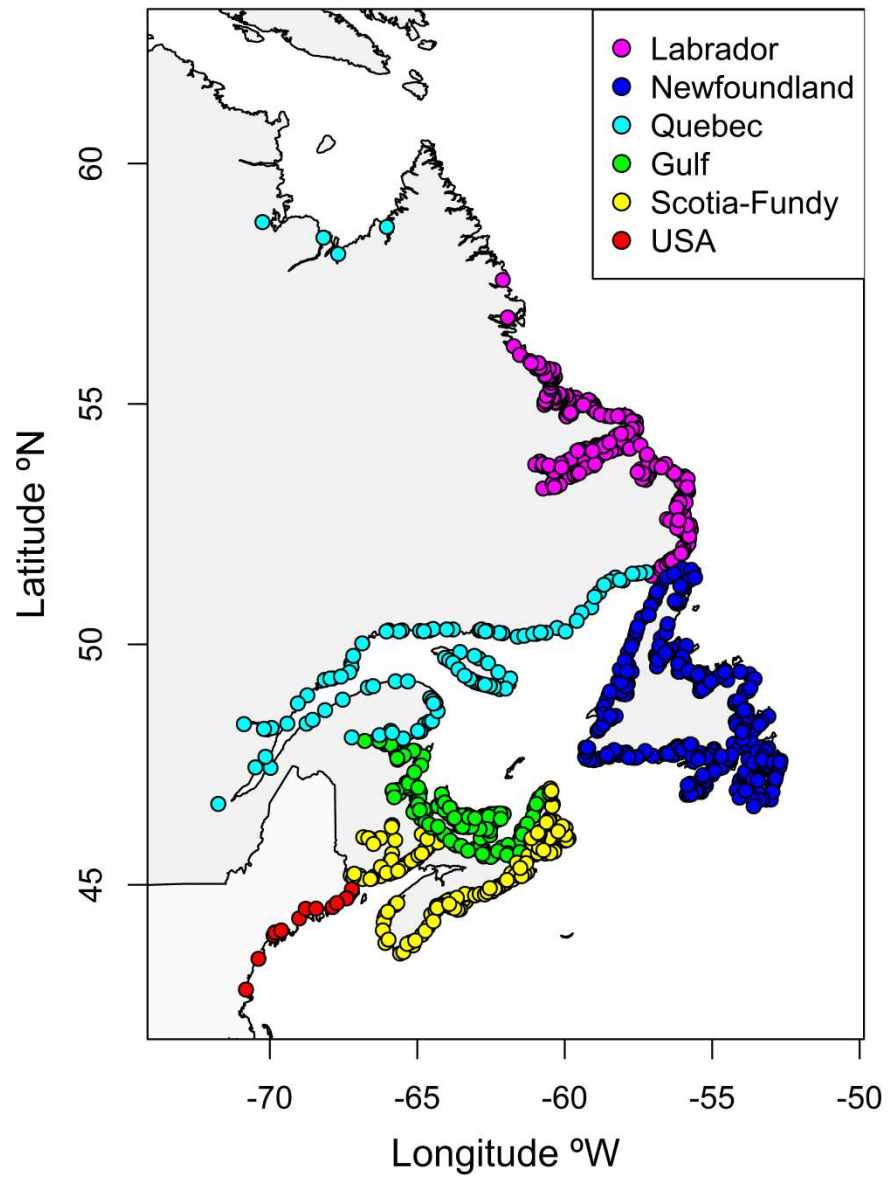 Labrador
Newfoundland
Quebec
Gulf
Scotia-Fundy
USA
60
55
50
45
Latitude ºN
-70 -65 -60 -55 -50
Longitude ºW